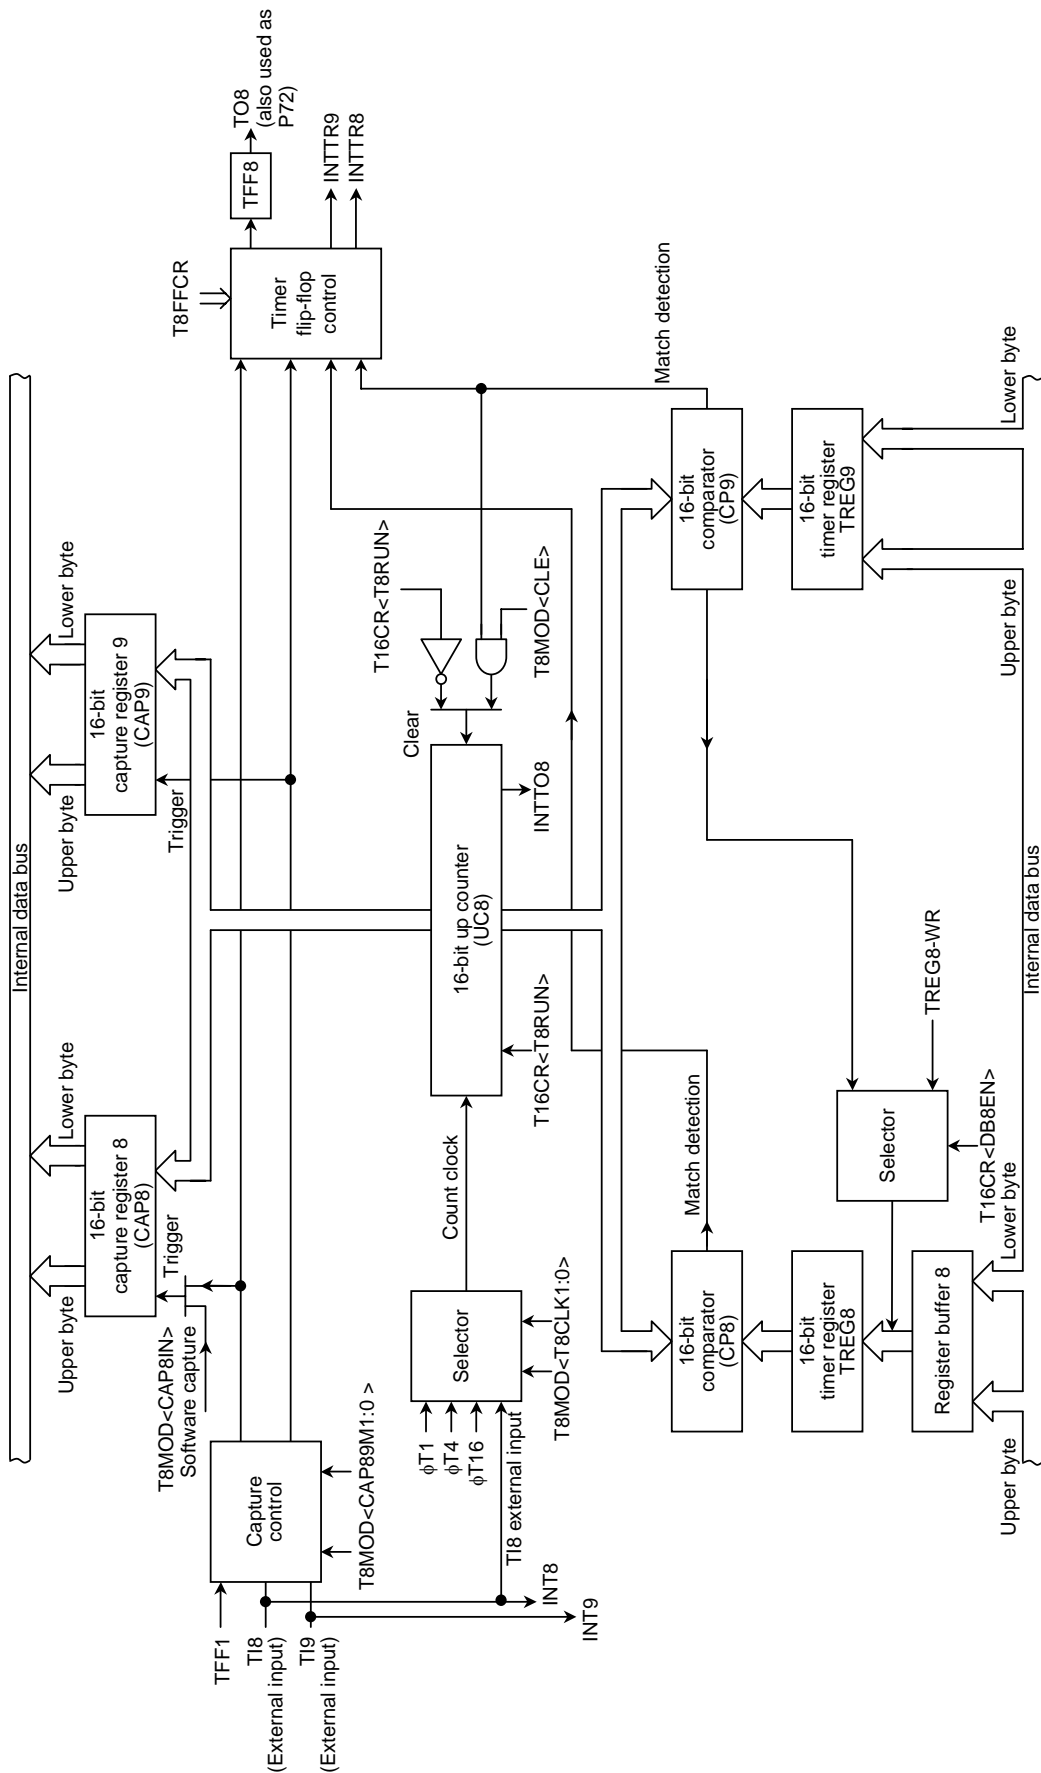 Internal data bus
Upper byte
Lower byte
Upper byte
Lower byte
16-bit
capture register 8
(CAP8)
16-bit
capture register 9
(CAP9)
T8MOD<CAP8IN>
Software capture
Trigger
Trigger
TFF1
TI8
(External input)
TI9
(External input)
Capture
control
T8MOD<CAP89M1:0 >
T8FFCR
Timer
flip-flop
control
TFF8
TO8
(also used as
P72)
INTTR9
INTTR8
T16CR<T8RUN>
Clear
T8MOD<CLE>
φT1
φT4
φT16
TI8 external input
Selector
T8MOD<T8CLK1:0>
Count clock
16-bit up counter
(UC8)
T16CR<T8RUN>
INTTO8
INT8
INT9
Match detection
Match detection
16-bit
comparator
(CP8)
16-bit
comparator
(CP9)
16-bit
timer register
TREG8
16-bit
timer register
TREG9
Selector
TREG8-WR
T16CR<DB8EN>
Register buffer 8
Upper byte
Lower byte
Upper byte
Lower byte
Internal data bus